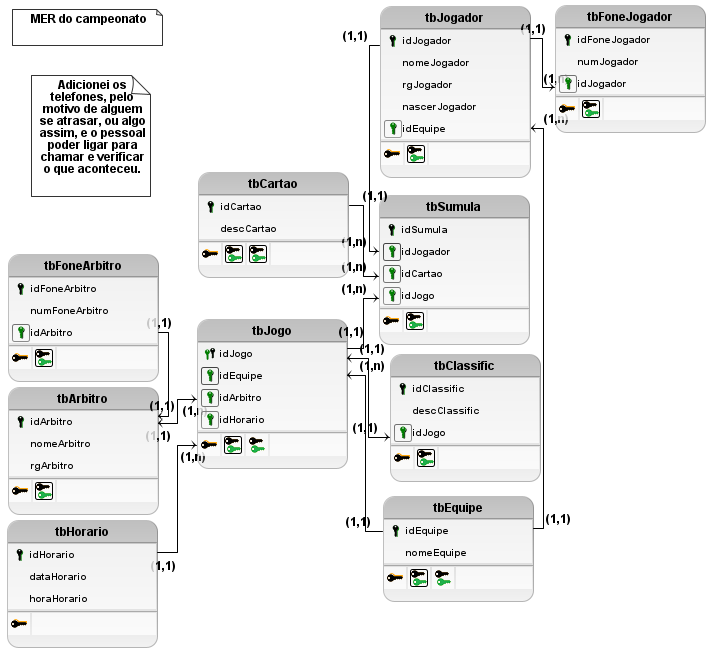 MER do campeonato
Adicionei os
telefones, pelo
motivo de alguem
se atrasar, ou algo
assim, e o pessoal
poder ligar para
chamar e verificar
o que aconteceu.
tbJogador
idJogador
nomeJogador
rgJogador
nascerJogador
idEquipe
(1,1)
(1,1)
tbFoneJogador
idFoneJogador
numJogador
idJogador
(1,n)
tbCartao
idCartao
descCartao
(1,1)
(1,n)
(1,n)
(1,n)
tbSumula
idSumula
idJogador
idCartao
idJogo
tbFoneArbitro
idFoneArbitro
numFoneArbitro
idArbitro
(1,1)
tbArbitro
idArbitro
nomeArbitro
rgArbitro
(1,1)
(1,1)
tbJogo
idJogo
idEquipe
idArbitro
idHorario
(1,1)
(1,1)
(1,n)
(1,n)
tbClassific
idClassific
descClassific
idJogo
(1,1)
tbHorario
idHorario
dataHorario
horaHorario
(1,1)
tbEquipe
idEquipe
nomeEquipe
(1,1)
(1,1)